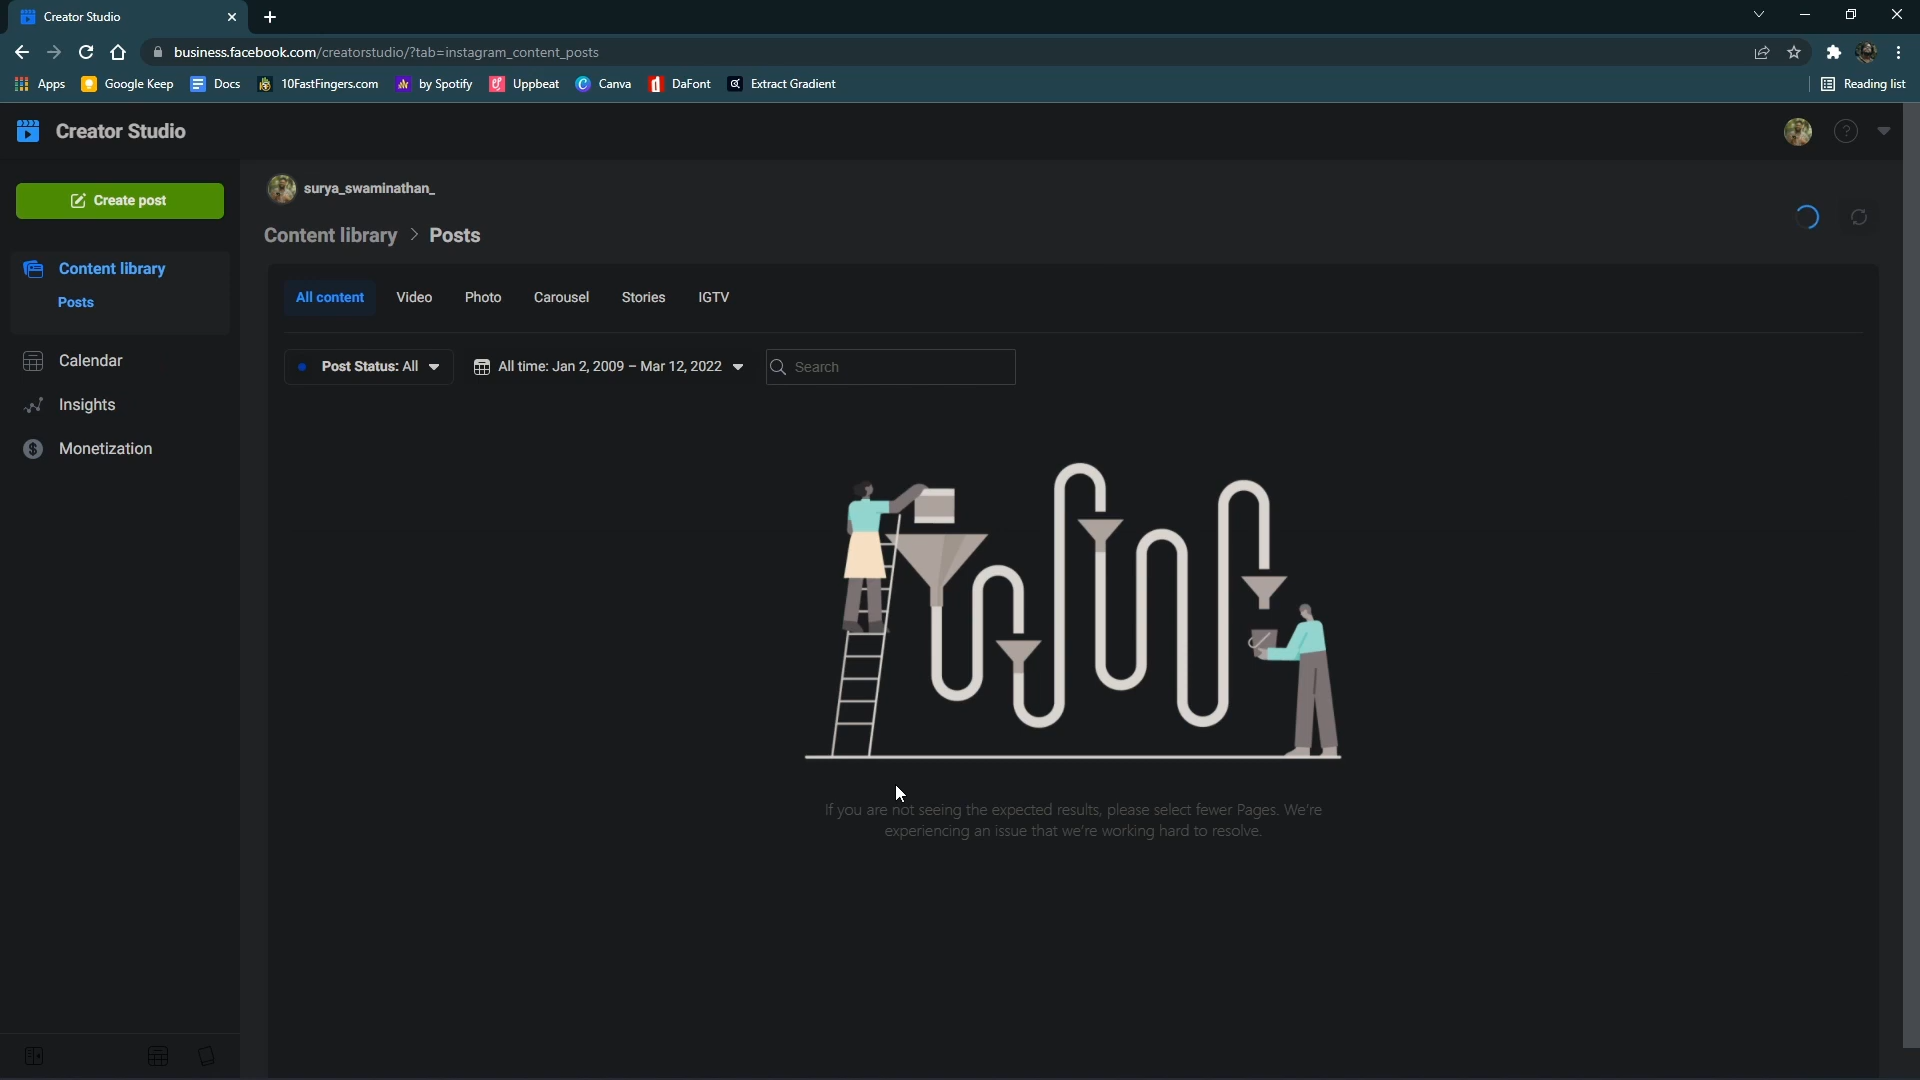 Creator Studio
business.facebook.com/creatorstudio/?tab=instagram_content_posts
Apps Google Keep Docs 10FastFingers.com by Spotify Uppbeat Canva DaFont Extract Gradient Reading list
Creator Studio
Create post
surya_swaminathan_
Content library > Posts
Content library
Posts
Calendar
Insights
Monetization
All content Video Photo Carousel Stories IGTV
Post Status: All All time: Jan 2, 2009 – Mar 12, 2022 Search
If you are not seeing the expected results, please select fewer Pages. We're
experiencing an issue that we're working hard to resolve.